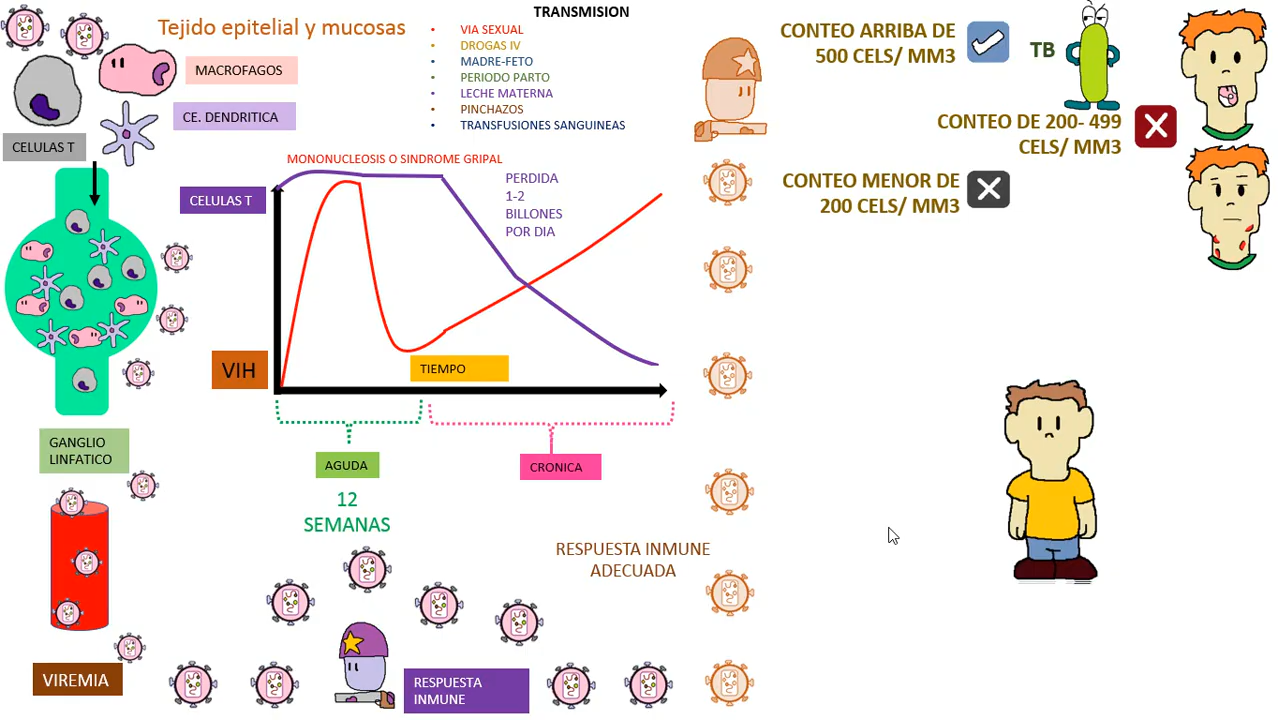 Tejido epitelial y mucosas
MACROFAGOS
CE. DENDRITICA
CELULAS T
TRANSMISION
• VIA SEXUAL
• DROGAS IV
• MADRE-FETO
• PERIODO PARTO
• LECHE MATERNA
• PINCHAZOS
• TRANSFUSIONES SANGUINEAS
MONONUCLEOSIS O SINDROME GRIPAL
CELULAS T
PERDIDA
1-2
BILLONES
POR DIA
VIH
TIEMPO
AGUDA
CRONICA
12
SEMANAS
GANGLIO
LINFATICO
VIREMIA
RESPUESTA
INMUNE
RESPUESTA INMUNE
ADECUADA
CONTEO ARRIBA DE
500 CELS/ MM3
TB
CONTEO DE 200- 499
CELS/ MM3
CONTEO MENOR DE
200 CELS/ MM3